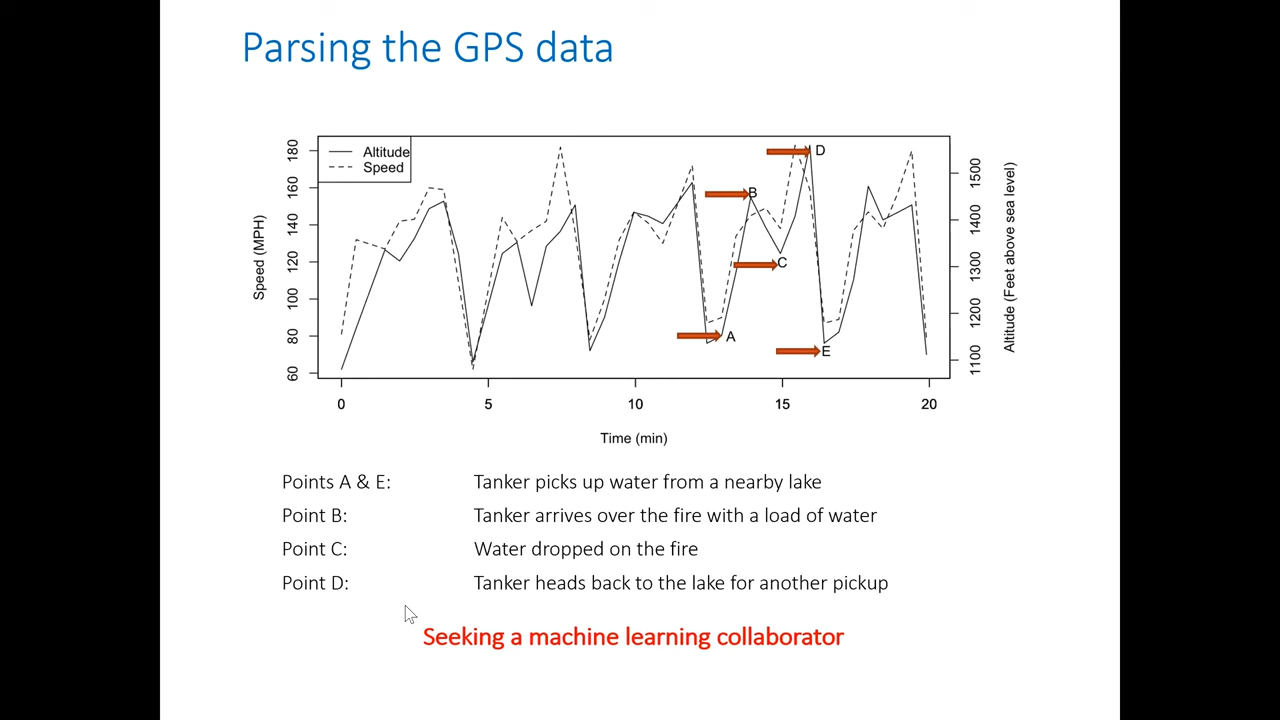 Parsing the GPS data
Altitude
Speed
180
160
140
120
100
80
60
Speed (MPH)
1500
1400
1300
1200
1100
Altitude (Feet above sea level)
A
B
C
D
E
0 5 10 15 20
Time (min)
Points A & E: Tanker picks up water from a nearby lake
Point B: Tanker arrives over the fire with a load of water
Point C: Water dropped on the fire
Point D: Tanker heads back to the lake for another pickup
Seeking a machine learning collaborator